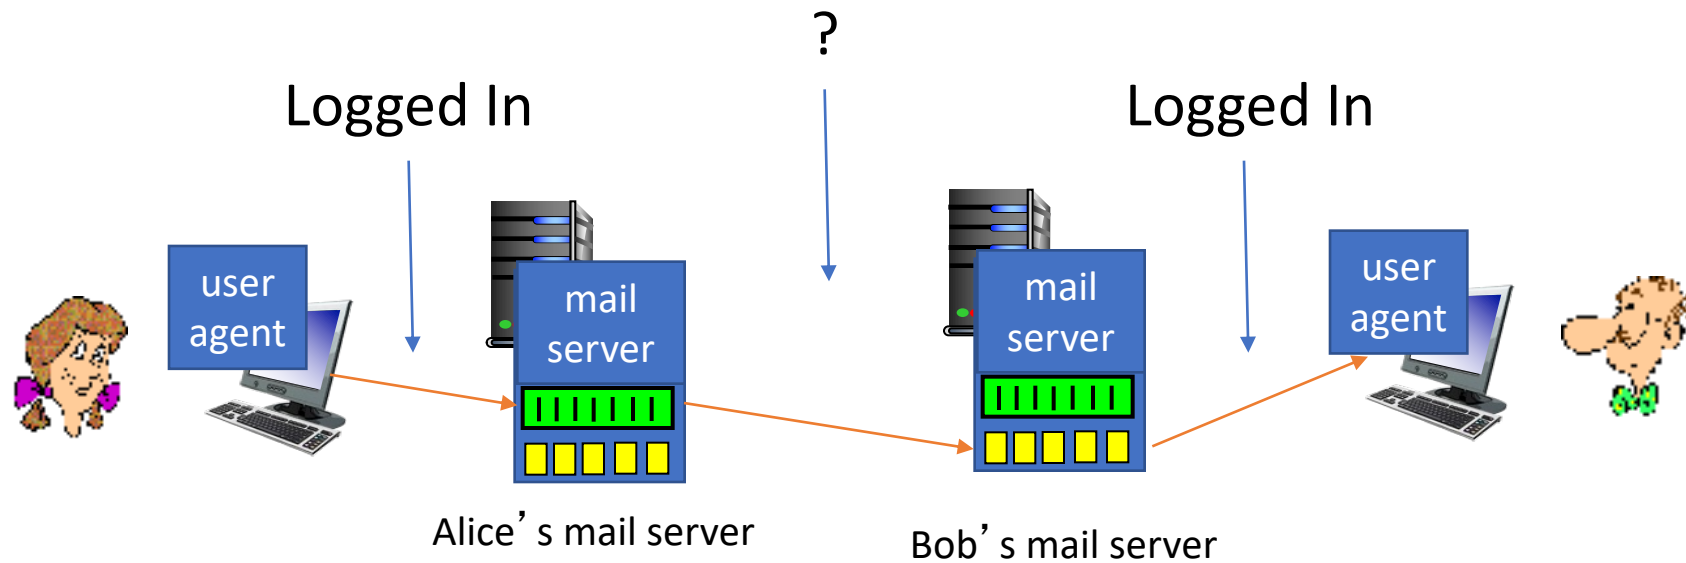 ?
Logged In
Logged In
user
agent
mail
server
mail
server
user
agent
Alice’s mail server
Bob’s mail server